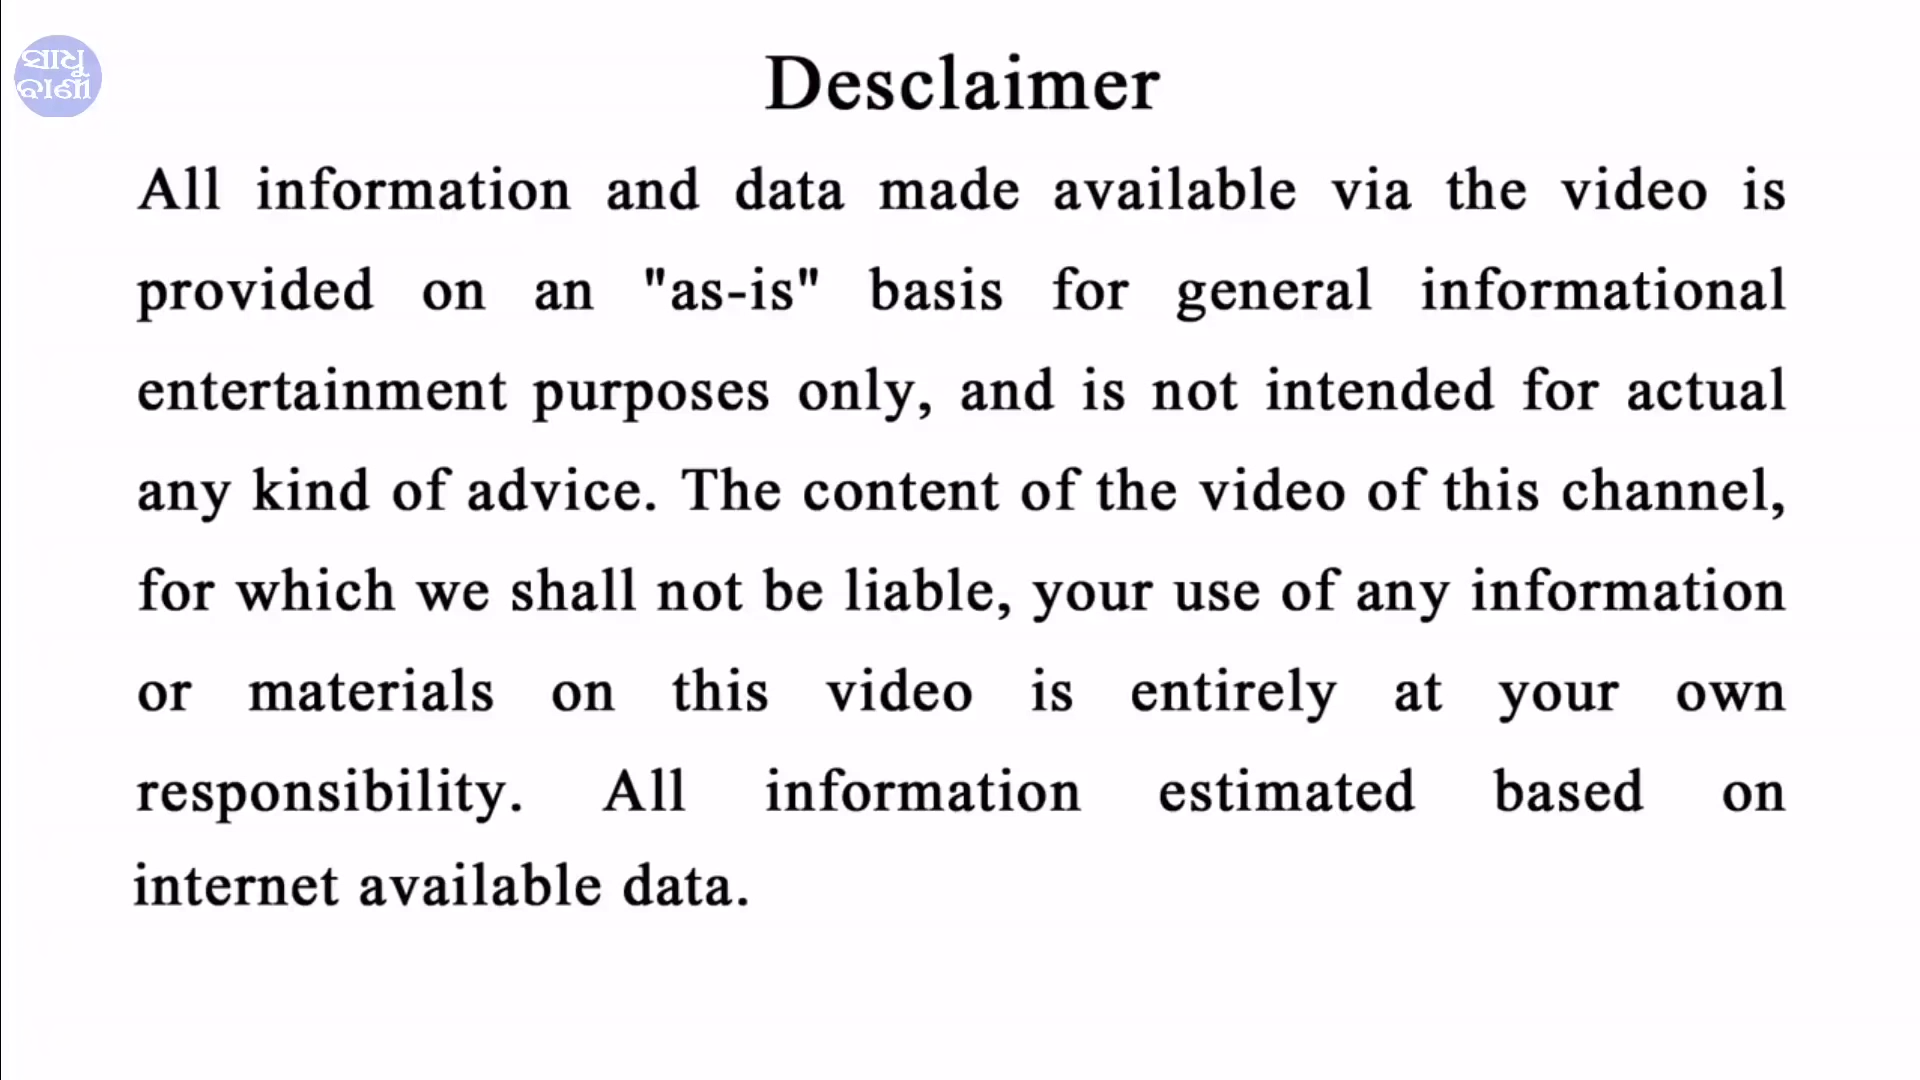 ସାଧୁ
ବାଣୀ
Desclaimer
All information and data made available via the video is
provided on an "as-is" basis for general informational
entertainment purposes only, and is not intended for actual
any kind of advice. The content of the video of this channel,
for which we shall not be liable, your use of any information
or materials on this video is entirely at your own
responsibility. All information estimated based on
internet available data.